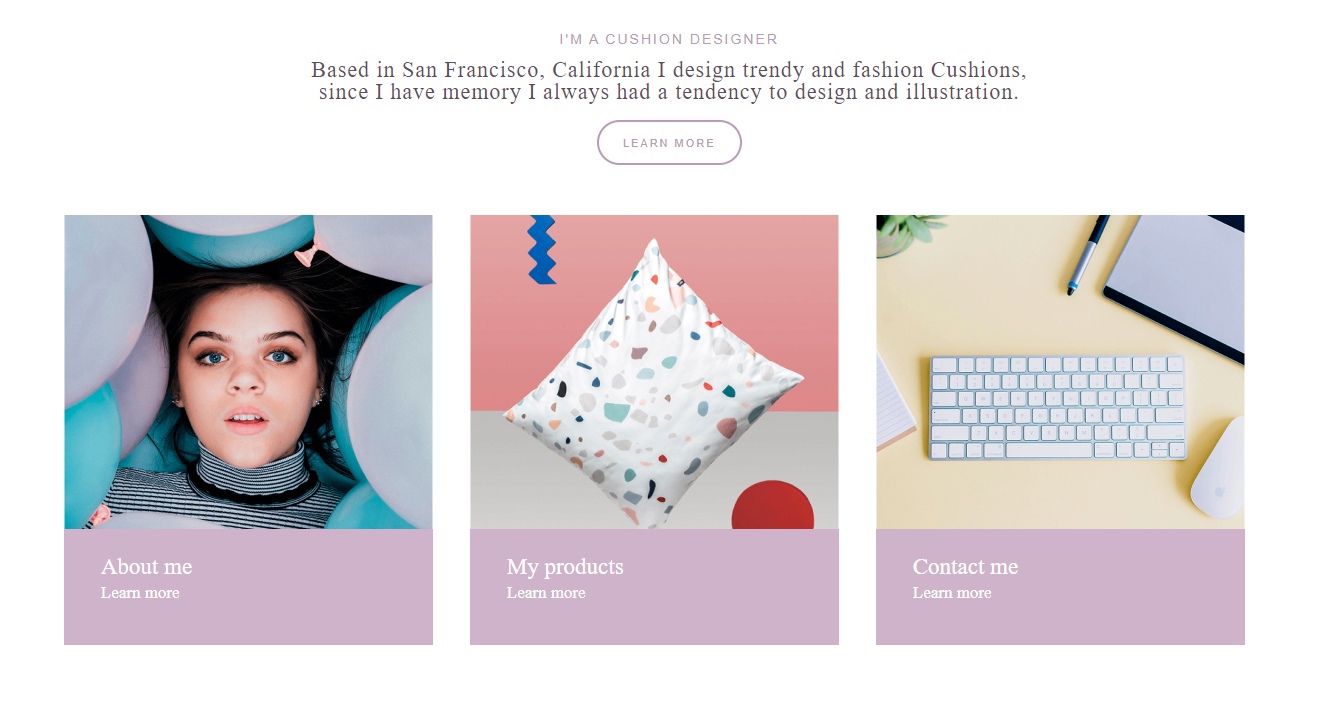 I'M A CUSHION DESIGNER
Based in San Francisco, California I design trendy and fashion Cushions,
since I have memory I always had a tendency to design and illustration.
LEARN MORE
About me
Learn more
My products
Learn more
Contact me
Learn more